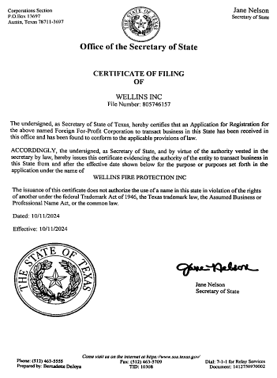 Corporations Section
P.O.Box 13697
Austin, Texas 78711-3697
Jane Nelson
Secretary of State
Office of the Secretary of State
CERTIFICATE OF FILING
OF
WELLINS INC
File Number: 805746157
The undersigned, as Secretary of State of Texas, hereby certifies that an Application for Registration for
the above named Foreign For-Profit Corporation to transact business in this State has been received in
this office and has been found to conform to the applicable provisions of law.
ACCORDINGLY, the undersigned, as Secretary of State, and by virtue of the authority vested in the
secretary by law, hereby issues this certificate evidencing the authority of the entity to transact business in
this State from and after the effective date shown below for the purpose or purposes set forth in the
application under the name of
WELLINS FIRE PROTECTION INC
The issuance of this certificate does not authorize the use of a name in this state in violation of the rights
of another under the federal Trademark Act of 1946, the Texas trademark law, the Assumed Business or
Professional Name Act, or the common law.
Dated: 10/11/2024
Effective: 10/11/2024
THE STATE OF TEXAS
Jane Nelson
Jane Nelson
Secretary of State
Come visit us on the internet at https://www.sos.texas.gov/
Phone: (512) 463-5555
Fax: (512) 463-5709
Dial: 7-1-1 for Relay Services
Prepared by: Bernadete
TID: 10308
Document: 1412750970002